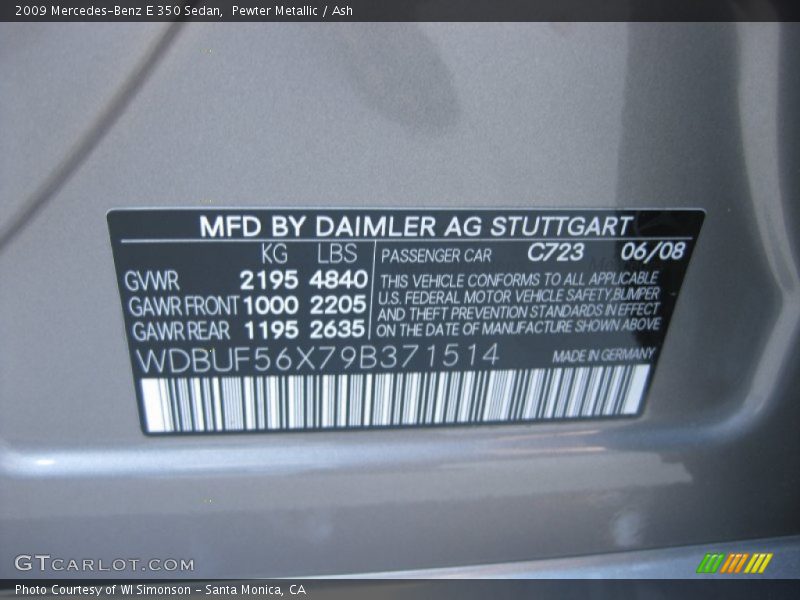 2009 Mercedes-Benz E 350 Sedan,  Pewter Metallic / Ash
MFD BY DAIMLER AG STUTTGART
KG LBS
GVWR 2195 4840
GAWR FRONT 1000 2205
GAWR REAR 1195 2635
PASSENGER CAR C723 06/08
THIS VEHICLE CONFORMS TO ALL APPLICABLE
U.S. FEDERAL MOTOR VEHICLE SAFETY,BUMPER
AND THEFT PREVENTION STANDARDS IN EFFECT
ON THE DATE OF MANUFACTURE SHOWN ABOVE
WDBUF56X79B371514
MADE IN GERMANY
GTCARLOT.COM
Photo Courtesy of WI Simonson - Santa Monica, CA